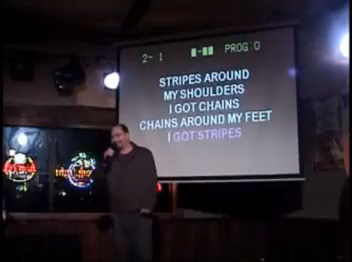 2- 1 PROG:0
STRIPES AROUND
MY SHOULDERS
I GOT CHAINS
CHAINS AROUND MY FEET
I GOT STRIPES